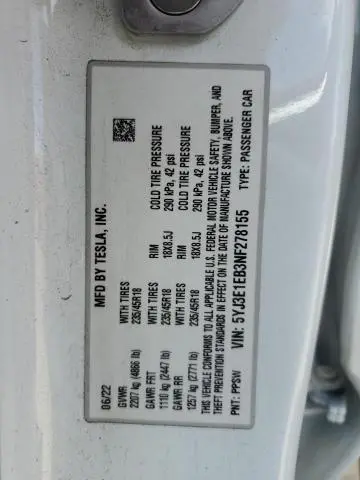 06/22 MFD BY TESLA, INC.
GVWR WITH TIRES RIM COLD TIRE PRESSURE
2207 kg (4866 lb) 235/45R18 18X8.5J 290 kPa, 42 psi
GAWR FRT WITH TIRES RIM COLD TIRE PRESSURE
1110 kg (2447 lb) 235/45R18 18X8.5J 290 kPa, 42 psi
GAWR RR
1257 kg (2771 lb)
THIS VEHICLE CONFORMS TO ALL APPLICABLE U.S. FEDERAL MOTOR VEHICLE SAFETY, BUMPER, AND
THEFT PREVENTION STANDARDS IN EFFECT ON THE DATE OF MANUFACTURE SHOWN ABOVE.
VIN: 5YJ3E1EB3NF278155 TYPE: PASSENGER CAR
PNT: PPSW